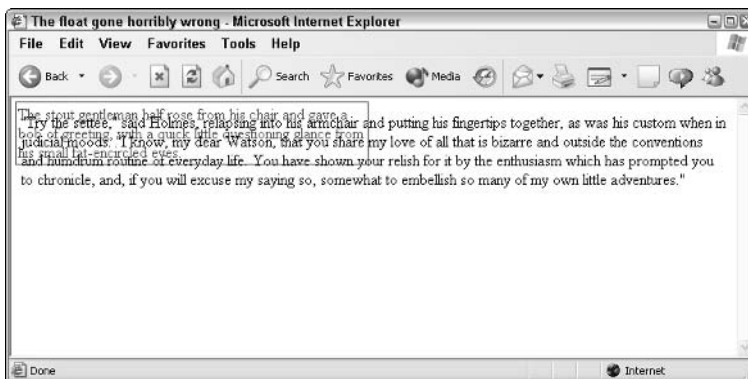 The float gone horribly wrong - Microsoft Internet Explorer
File Edit View Favorites Tools Help
Back Search Favorites Media
The stout gentleman half rose from his chair and gave a
bob of greeting, with a quick little questioning glance from
his small fat-encircled eyes.
"Try the settee," said Holmes, relapsing into his armchair and putting his fingertips together, as was his custom when in
judicial moods. "I know, my dear Watson, that you share my love of all that is bizarre and outside the conventions
and humdrum routine of everyday life. You have shown your relish for it by the enthusiasm which has prompted you
to chronicle, and, if you will excuse my saying so, somewhat to embellish so many of my own little adventures."
Done Internet